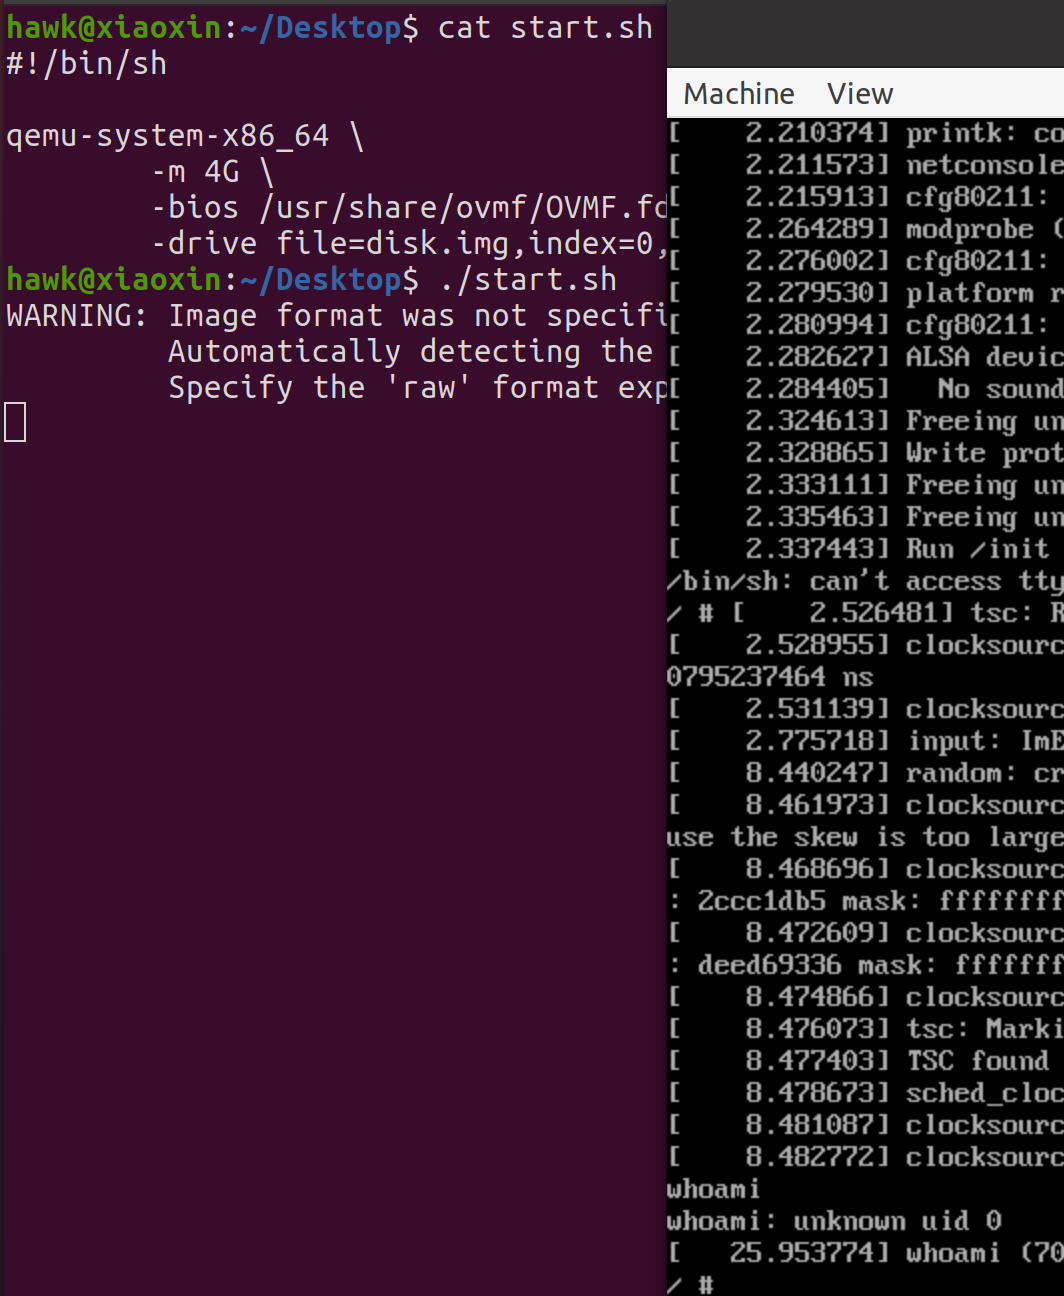 hawk@xiaoxin:~/Desktop$ cat start.sh
#!/bin/sh
qemu-system-x86_64 \
-m 4G \
-bios /usr/share/ovmf/OVMF.fd
-drive file=disk.img,index=0,
hawk@xiaoxin:~/Desktop$ ./start.sh
WARNING: Image format was not specifi
Automatically detecting the
Specify the 'raw' format exp
Machine View
[    2.210374] printk: co
[    2.211573] netconsole
[    2.215913] cfg80211:
[    2.264289] modprobe (
[    2.276002] cfg80211:
[    2.279530] platform r
[    2.280994] cfg80211:
[    2.282627] ALSA devic
[    2.284405]   No sound
[    2.324613] Freeing un
[    2.328865] Write prot
[    2.333111] Freeing un
[    2.335463] Freeing un
[    2.337443] Run /init
/bin/sh: can't access tty
/ # [    2.526481] tsc: R
[    2.528955] clocksourc
0795237464 ns
[    2.531139] clocksourc
[    2.775718] input: ImE
[    8.440247] random: cr
[    8.461973] clocksourc
use the skew is too large
[    8.468696] clocksourc
: 2ccc1db5 mask: ffffffff
[    8.472609] clocksourc
: deed69336 mask: fffffff
[    8.474866] clocksourc
[    8.476073] tsc: Marki
[    8.477403] TSC found
[    8.478673] sched_cloc
[    8.481087] clocksourc
[    8.482772] clocksourc
whoami
whoami: unknown uid 0
[   25.953774] whoami (70
/ #